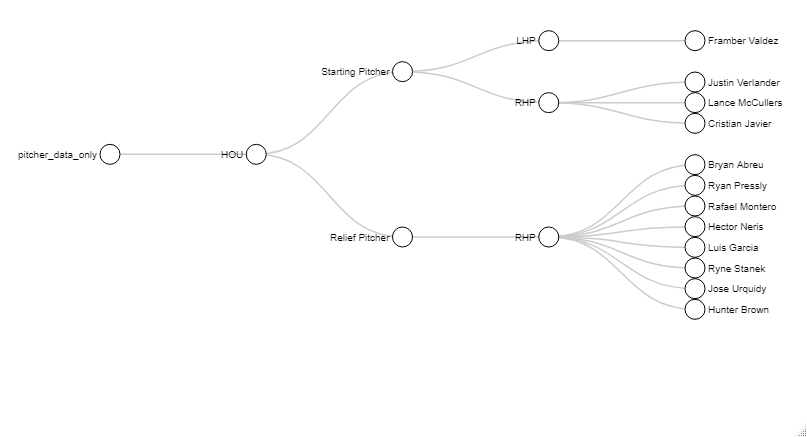 pitcher_data_only
HOU
Starting Pitcher
LHP
Framber Valdez
RHP
Justin Verlander
Lance McCullers
Cristian Javier
Relief Pitcher
RHP
Bryan Abreu
Ryan Pressly
Rafael Montero
Hector Neris
Luis Garcia
Ryne Stanek
Jose Urquidy
Hunter Brown